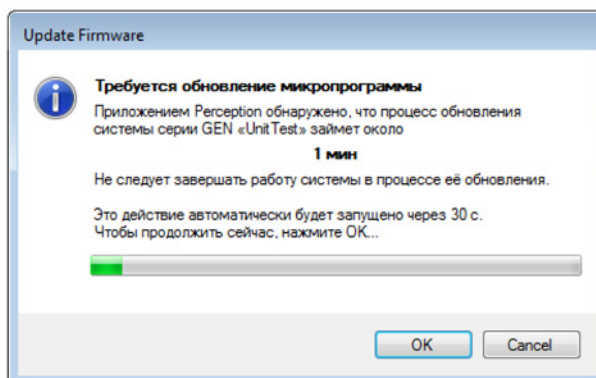 Update Firmware
Требуется обновление микропрограммы
Приложением Perception обнаружено, что процесс обновления
системы серии GEN «UnitTest» займет около
1 мин
Не следует завершать работу системы в процессе её обновления.
Это действие автоматически будет запущено через 30 с.
Чтобы продолжить сейчас, нажмите ОК...
OK Cancel